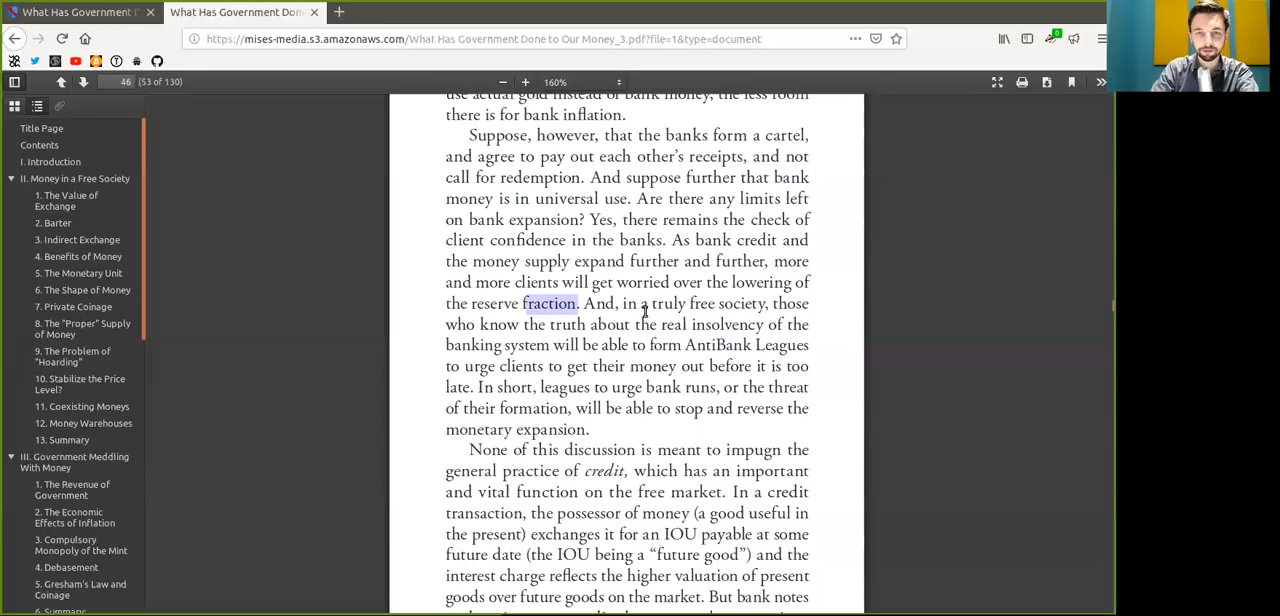 What Has Government D
What Has Government Don
https://mises-media.s3.amazonaws.com/What Has Government Done to Our Money_3.pdf?file=1&type=document
0
46 (53 of 130)
160%
Title Page
Contents
I. Introduction
II. Money in a Free
Society
1. The Value of
Exchange
2. Barter
3. Indirect Exchange
4. Benefits of Money
5. The Monetary Unit
6. The Shape of Money
7. Private Coinage
8. The “Proper” Supply
of Money
9. The Problem of
“Hoarding”
10. Stabilize the Price
Level?
11. Coexisting Moneys
12. Money Warehouses
13. Summary
III. Government Meddling
With Money
1. The Revenue of
Government
2. The Economic
Effects of Inflation
3. Compulsory
Monopoly of the Mint
4. Debasement
5. Gresham's Law and
Coinage
6. Summary
use actual gold instead of bank money, the less room
there is for bank inflation.
Suppose, however, that the banks form a cartel,
and agree to pay out each other’s receipts, and not
call for redemption. And suppose further that bank
money is in universal use. Are there any limits left
on bank expansion? Yes, there remains the check of
client confidence in the banks. As bank credit and
the money supply expand further and further, more
and more clients will get worried over the lowering of
the reserve fraction. And, in a truly free society, those
who know the truth about the real insolvency of the
banking system will be able to form AntiBank Leagues
to urge clients to get their money out before it is too
late. In short, leagues to urge bank runs, or the threat
of their formation, will be able to stop and reverse the
monetary expansion.
None of this discussion is meant to impugn the
general practice of credit, which has an important
and vital function on the free market. In a credit
transaction, the possessor of money (a good useful in
the present) exchanges it for an IOU payable at some
future date (the IOU being a “future good”) and the
interest charge reflects the higher valuation of present
goods over future goods on the market. But bank notes